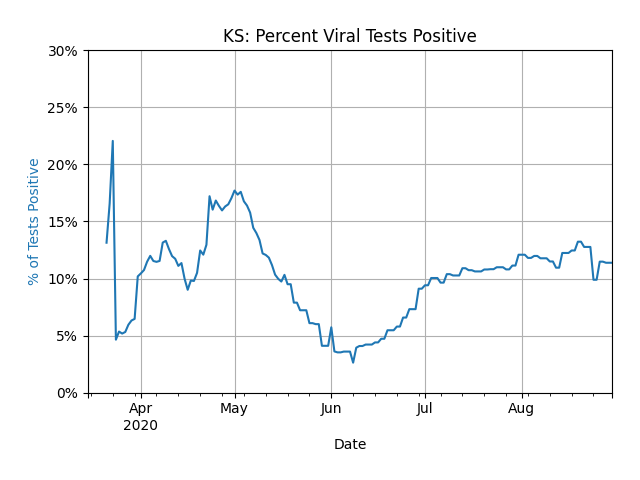 KS: Percent Viral Tests Positive
30%
25%
20%
15%
10%
5%
0%
% of Tests Positive
Apr
2020
May
Jun
Jul
Aug
Date